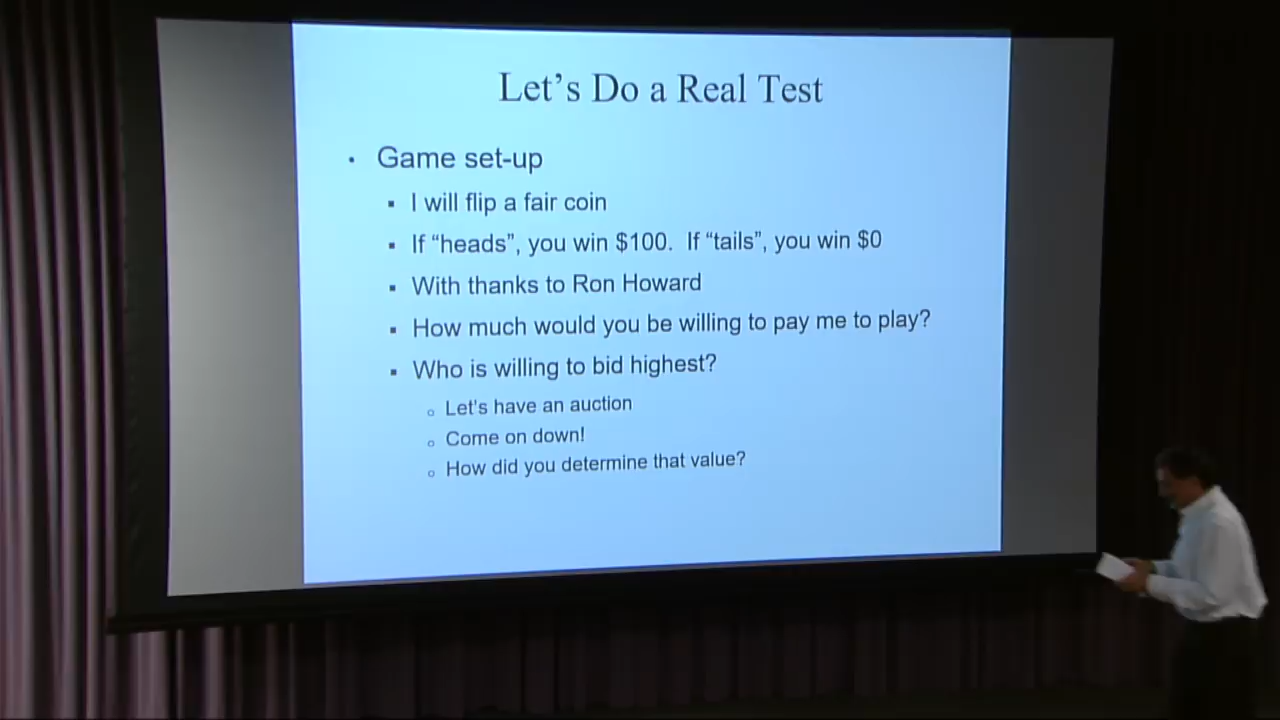 Let's Do a Real Test
• Game set-up
▪ I will flip a fair coin
▪ If “heads”, you win $100. If “tails”, you win $0
▪ With thanks to Ron Howard
▪ How much would you be willing to pay me to play?
▪ Who is willing to bid highest?
o Let's have an auction
o Come on down!
o How did you determine that value?